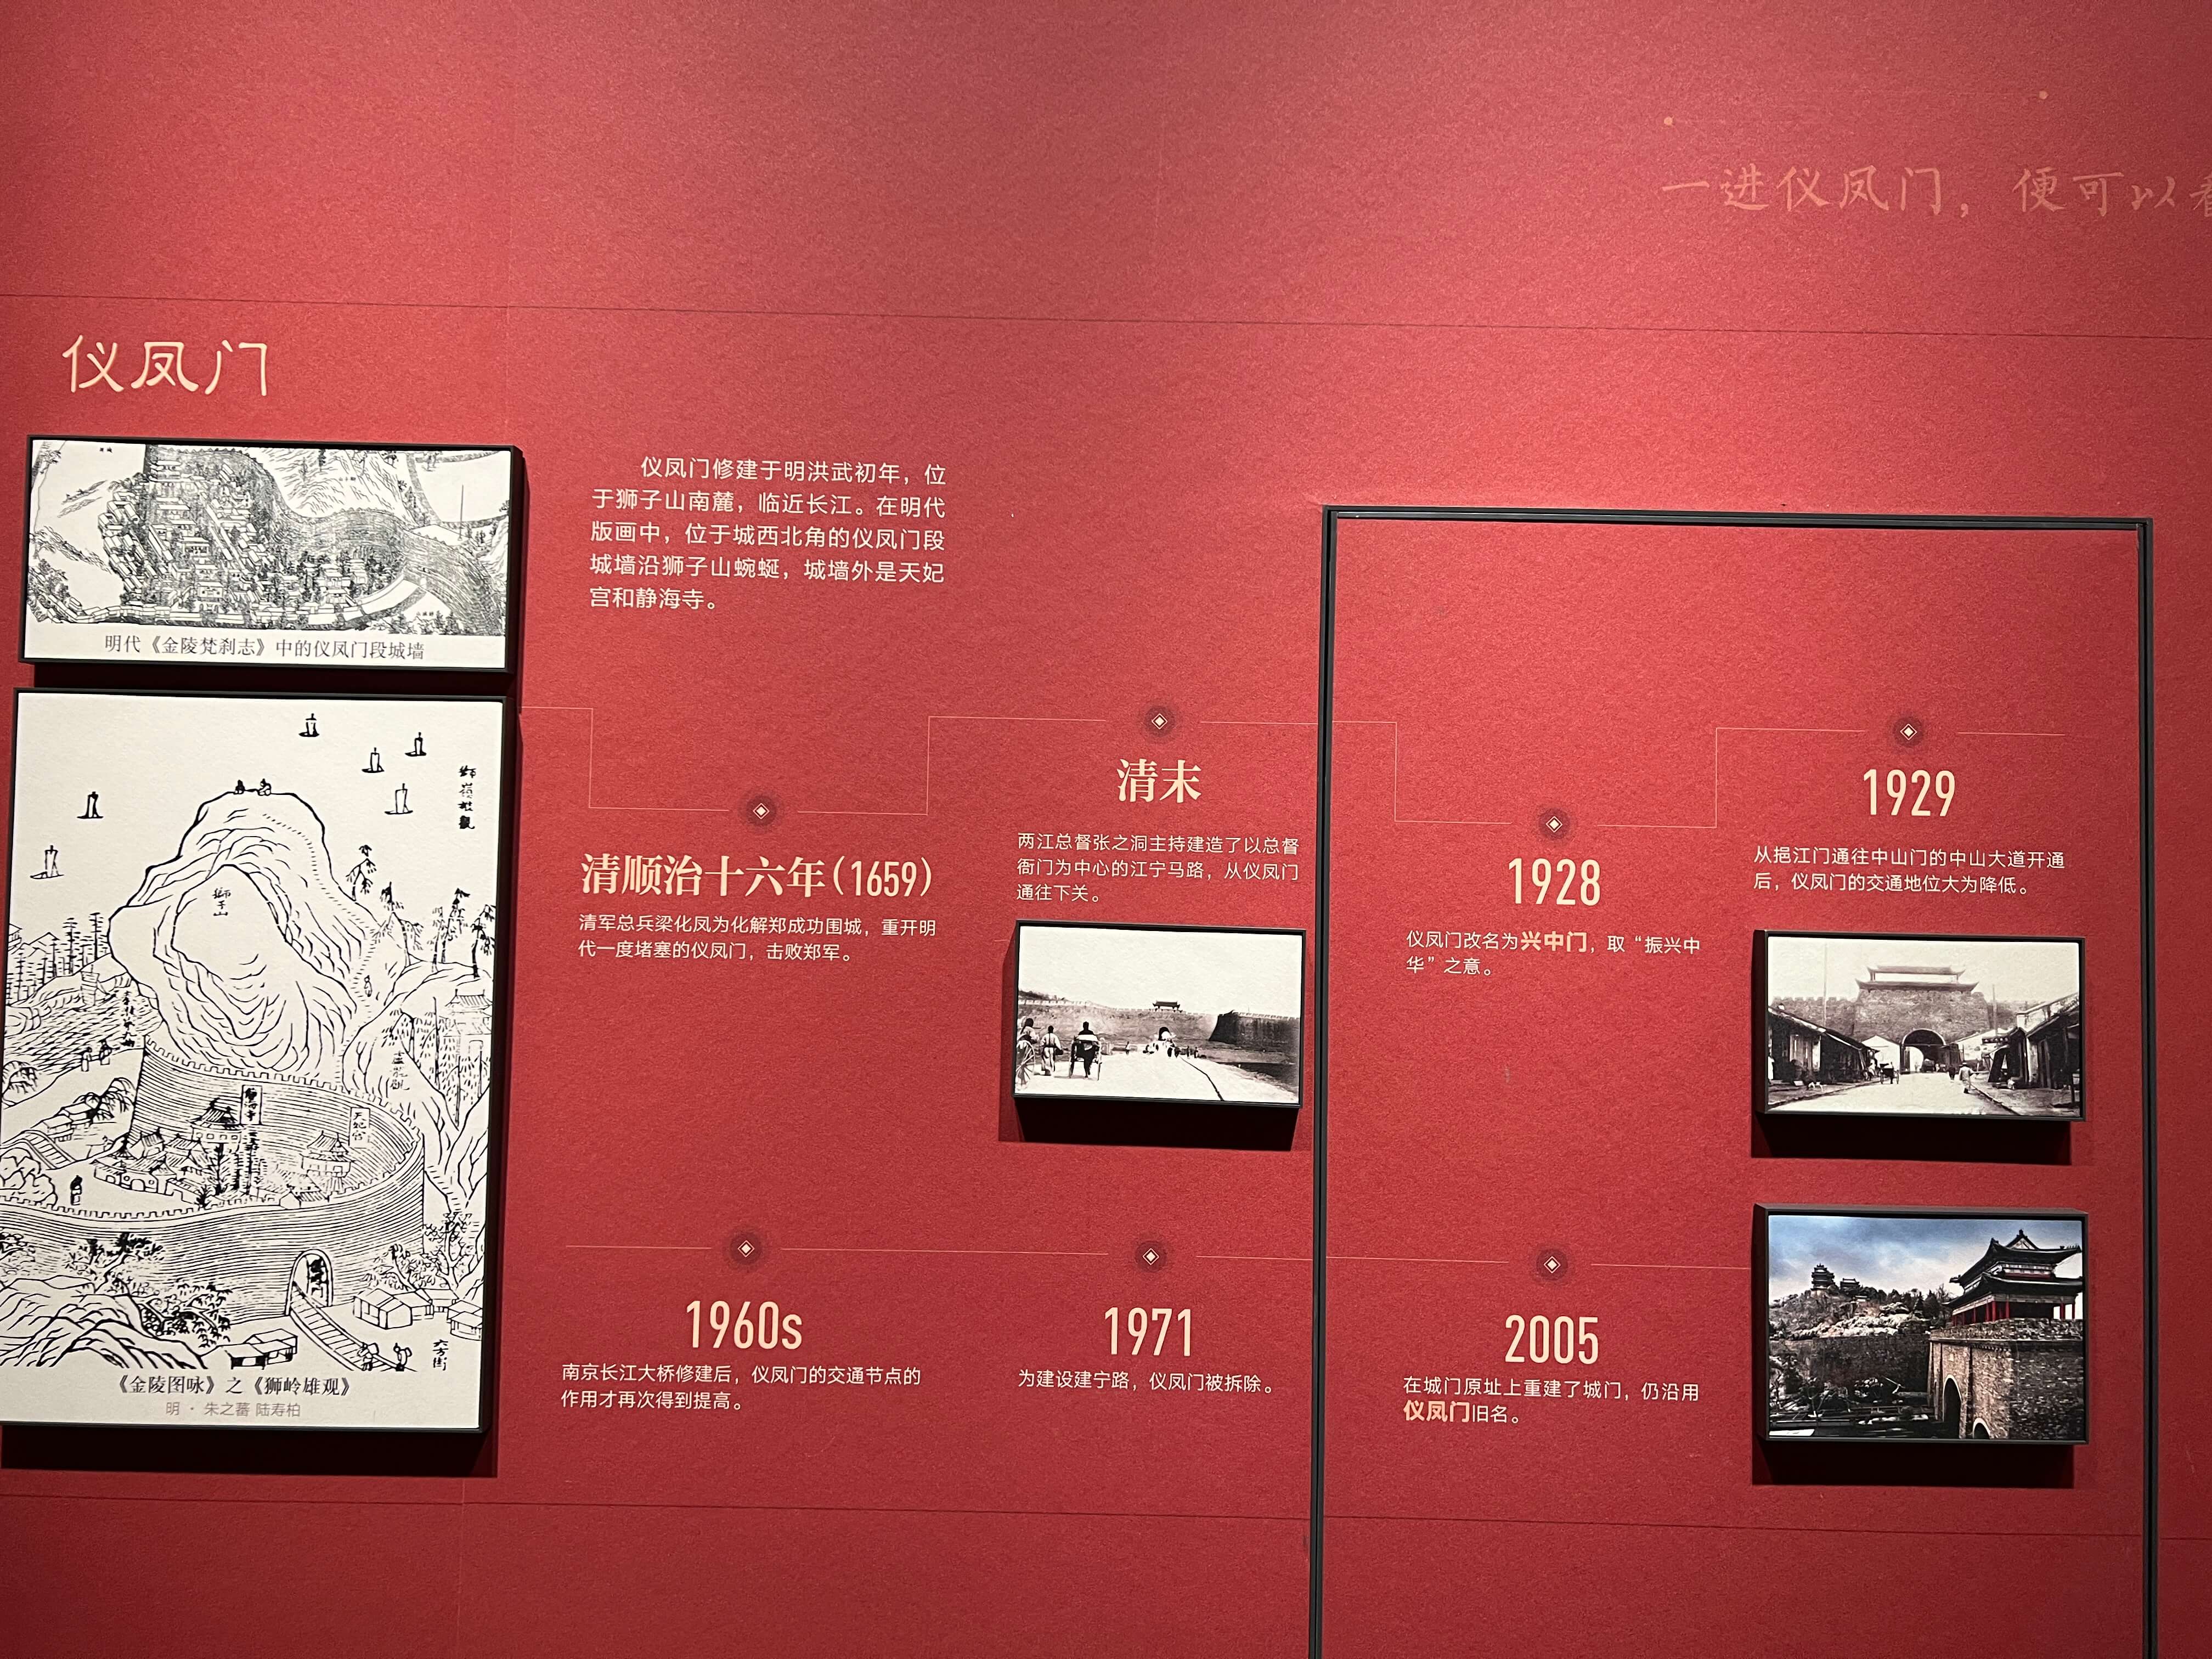 一进仪凤门，便可以看
仪凤门
明代《金陵梵刹志》中的仪凤门段城墙
狮子山
静海寺
天妃宫
《金陵图咏》之《狮岭雄观》
明 · 朱之蕃 陆寿柏
仪凤门修建于明洪武初年，位
于狮子山南麓，临近长江。在明代
版画中，位于城西北角的仪凤门段
城墙沿狮子山蜿蜒，城墙外是天妃
宫和静海寺。
清顺治十六年（1659）
清军总兵梁化凤为化解郑成功围城，重开明
代一度堵塞的仪凤门，击败郑军。
清末
两江总督张之洞主持建造了以总督
衙门为中心的江宁马路，从仪凤门
通往下关。
1928
仪凤门改名为兴中门，取“振兴中
华”之意。
1929
从挹江门通往中山门的中山大道开通
后，仪凤门的交通地位大为降低。
1960s
南京长江大桥修建后，仪凤门的交通节点的
作用才再次得到提高。
1971
为建设建宁路，仪凤门被拆除。
2005
在城门原址上重建了城门，仍沿用
仪凤门旧名。